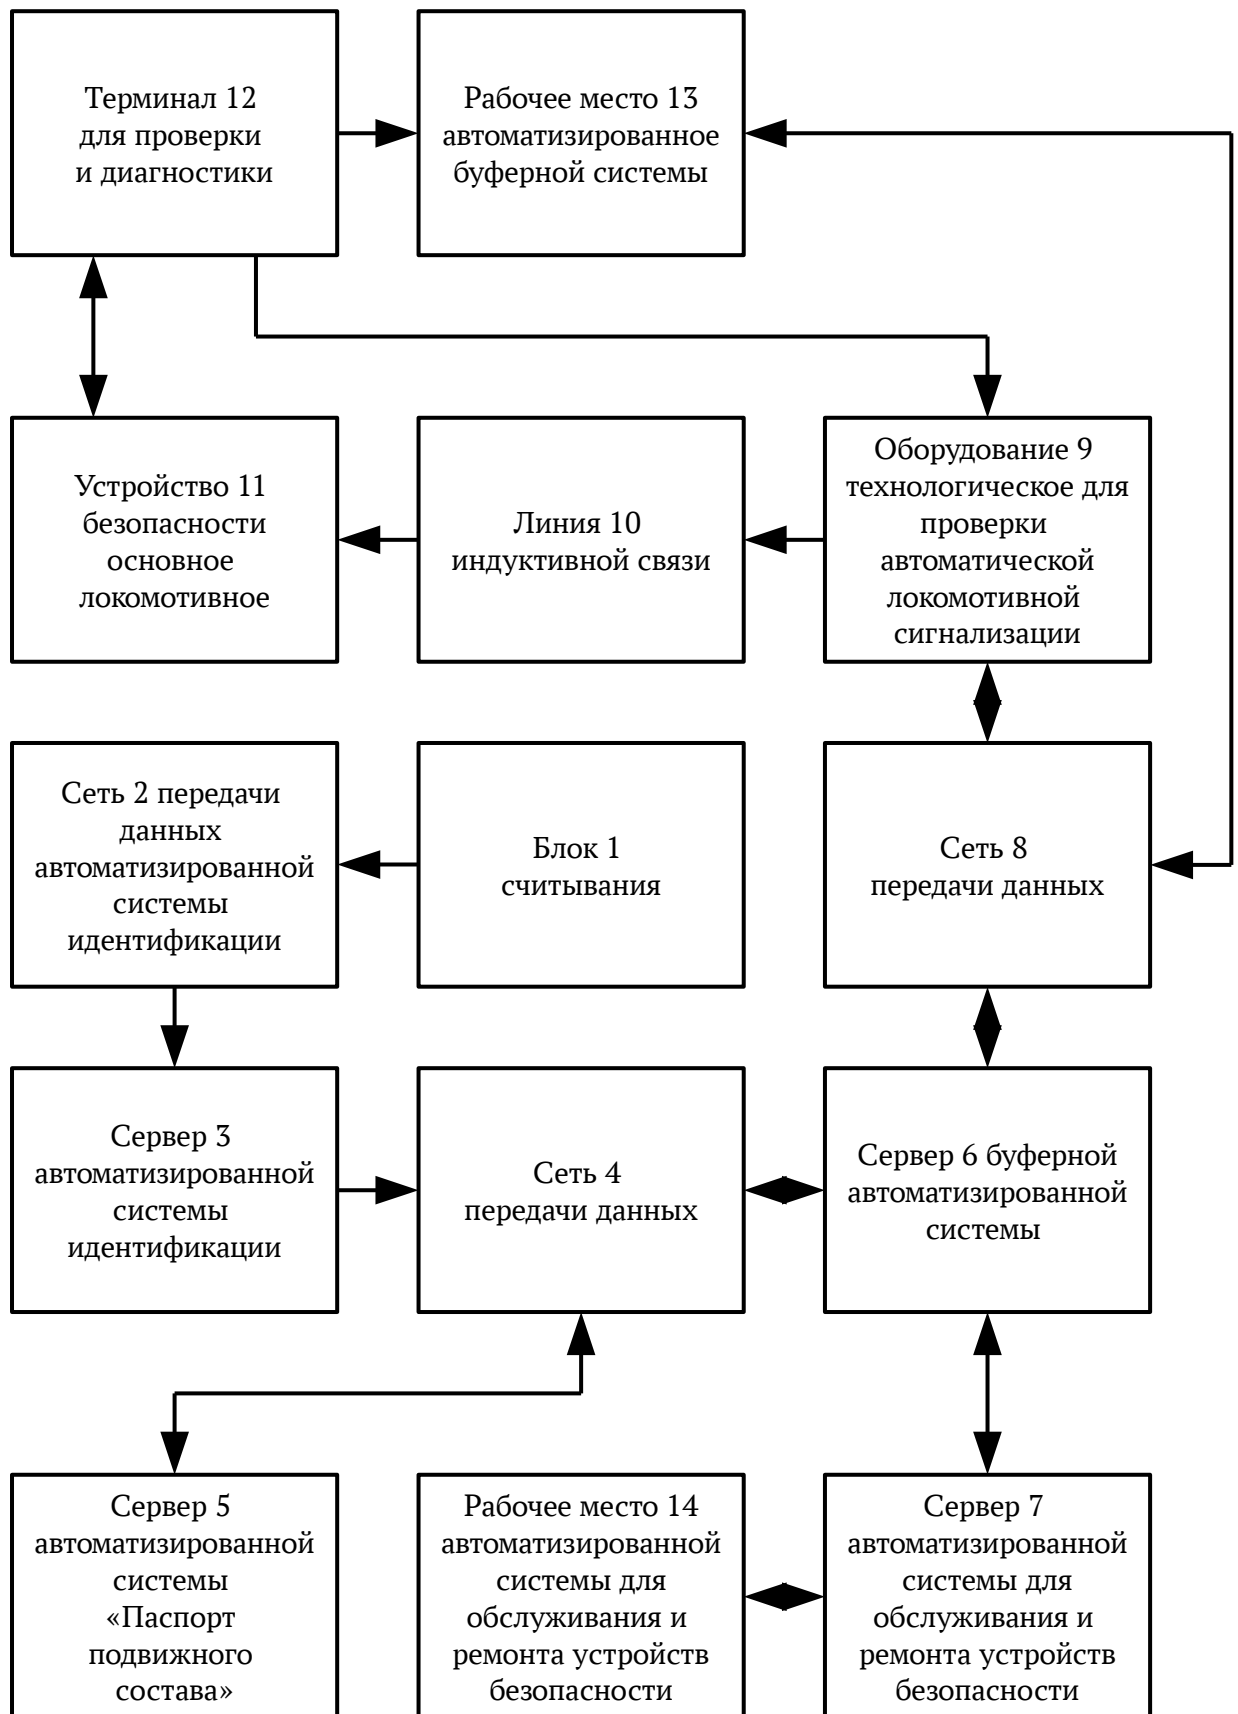 Терминал 12
для проверки
и диагностики
Рабочее место 13
автоматизированное
буферной системы
Устройство 11
безопасности
основное
локомотивное
Линия 10
индуктивной связи
Оборудование 9
технологическое для
проверки
автоматической
локомотивной
сигнализации
Сеть 2 передачи
данных
автоматизированной
системы
идентификации
Блок 1
считывания
Сеть 8
передачи данных
Сервер 3
автоматизированной
системы
идентификации
Сеть 4
передачи данных
Сервер 6 буферной
автоматизированной
системы
Сервер 5
автоматизированной
системы
«Паспорт
подвижного
состава»
Рабочее место 14
автоматизированной
системы для
обслуживания и
ремонта устройств
безопасности
Сервер 7
автоматизированной
системы для
обслуживания и
ремонта устройств
безопасности